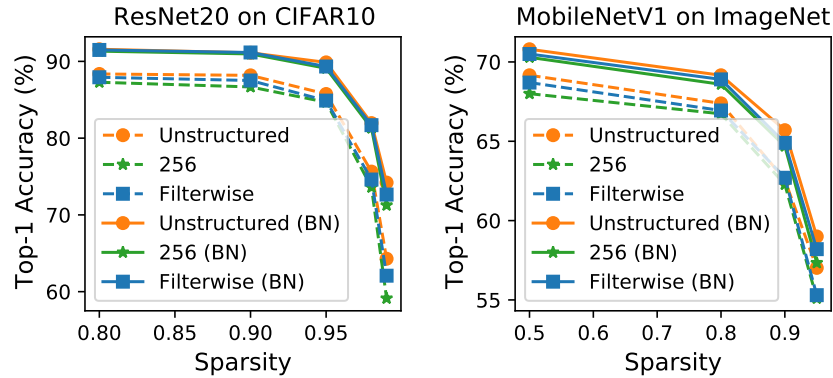 ResNet20 on CIFAR10
Top-1 Accuracy (%)
90
80
70
60
Unstructured
256
Filterwise
Unstructured (BN)
256 (BN)
Filterwise (BN)
0.80 0.85 0.90 0.95
Sparsity
MobileNetV1 on ImageNet
Top-1 Accuracy (%)
70
65
60
55
Unstructured
256
Filterwise
Unstructured (BN)
256 (BN)
Filterwise (BN)
0.5 0.6 0.7 0.8 0.9
Sparsity